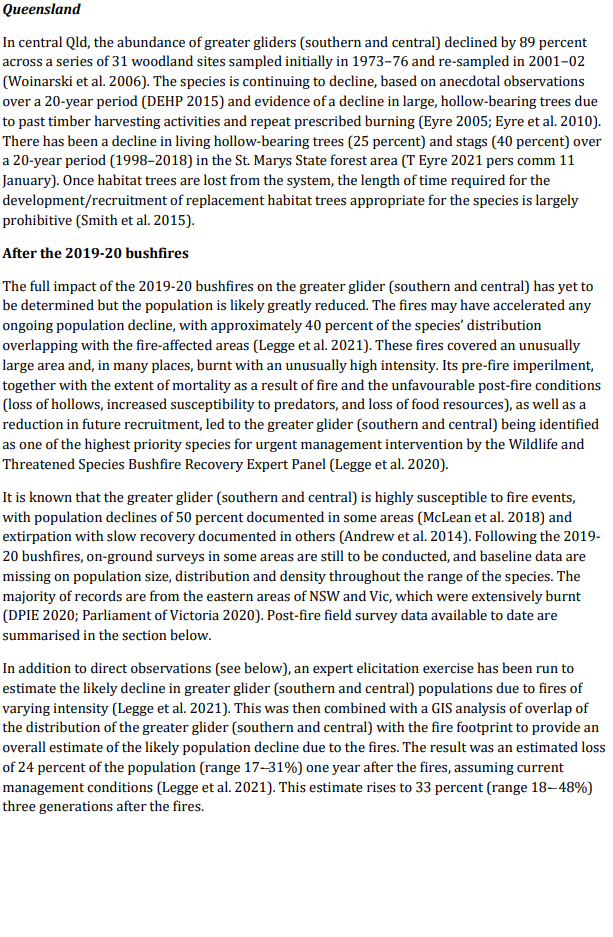 Queensland
In central Qld, the abundance of greater gliders (southern and central) declined by 89 percent
across a series of 31 woodland sites sampled initially in 1973–76 and re-sampled in 2001–02
(Woinarski et al. 2006). The species is continuing to decline, based on anecdotal observations
over a 20-year period (DEHP 2015) and evidence of a decline in large, hollow-bearing trees due
to past timber harvesting activities and repeat prescribed burning (Eyre 2005; Eyre et al. 2010).
There has been a decline in living hollow-bearing trees (25 percent) and stags (40 percent) over
a 20-year period (1998–2018) in the St. Marys State forest area (T Eyre 2021 pers comm 11
January). Once habitat trees are lost from the system, the length of time required for the
development/recruitment of replacement habitat trees appropriate for the species is largely
prohibitive (Smith et al. 2015).
After the 2019-20 bushfires
The full impact of the 2019-20 bushfires on the greater glider (southern and central) has yet to
be determined but the population is likely greatly reduced. The fires may have accelerated any
ongoing population decline, with approximately 40 percent of the species' distribution
overlapping with the fire-affected areas (Legge et al. 2021). These fires covered an unusually
large area and, in many places, burnt with an unusually high intensity. Its pre-fire imperilment,
together with the extent of mortality as a result of fire and the unfavourable post-fire conditions
(loss of hollows, increased susceptibility to predators, and loss of food resources), as well as a
reduction in future recruitment, led to the greater glider (southern and central) being identified
as one of the highest priority species for urgent management intervention by the Wildlife and
Threatened Species Bushfire Recovery Expert Panel (Legge et al. 2020).
It is known that the greater glider (southern and central) is highly susceptible to fire events,
with population declines of 50 percent documented in some areas (McLean et al. 2018) and
extirpation with slow recovery documented in others (Andrew et al. 2014). Following the 2019-
20 bushfires, on-ground surveys in some areas are still to be conducted, and baseline data are
missing on population size, distribution and density throughout the range of the species. The
majority of records are from the eastern areas of NSW and Vic, which were extensively burnt
(DPIE 2020; Parliament of Victoria 2020). Post-fire field survey data available to date are
summarised in the section below.
In addition to direct observations (see below), an expert elicitation exercise has been run to
estimate the likely decline in greater glider (southern and central) populations due to fires of
varying intensity (Legge et al. 2021). This was then combined with a GIS analysis of overlap of
the distribution of the greater glider (southern and central) with the fire footprint to provide an
overall estimate of the likely population decline due to the fires. The result was an estimated loss
of 24 percent of the population (range 17–31%) one year after the fires, assuming current
management conditions (Legge et al. 2021). This estimate rises to 33 percent (range 18–48%)
three generations after the fires.